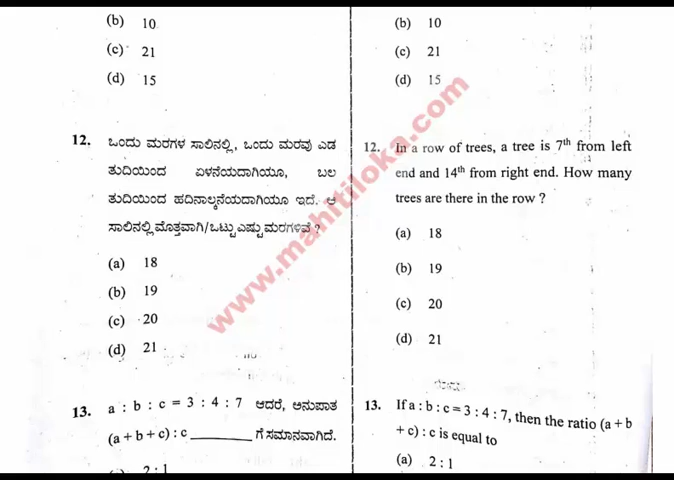 (b) 10
(c) 21
(d) 15
12. ಒಂದು ಮರಗಳ ಸಾಲಿನಲ್ಲಿ, ಒಂದು ಮರವು ಎಡ
ತುದಿಯಿಂದ ಏಳನೆಯದಾಗಿಯೂ, ಬಲ
ತುದಿಯಿಂದ ಹದಿನಾಲ್ಕನೆಯದಾಗಿಯೂ ಇದೆ. ಆ
ಸಾಲಿನಲ್ಲಿ ಮೊತ್ತವಾಗಿ/ಒಟ್ಟು ಎಷ್ಟು ಮರಗಳಿವೆ ?
(a) 18
(b) 19
(c) 20
(d) 21
13. a : b : c = 3 : 4 : 7 ಆದರೆ, ಅನುಪಾತ
(a + b + c) : c __________ ಗೆ ಸಮಾನವಾಗಿದೆ.
2 : 1
(b) 10
(c) 21
(d) 15
12. In a row of trees, a tree is 7th from left
end and 14th from right end. How many
trees are there in the row ?
(a) 18
(b) 19
(c) 20
(d) 21
13. If a : b : c = 3 : 4 : 7, then the ratio (a + b
+ c) : c is equal to
(a) 2 : 1
www.mahitiloka.com